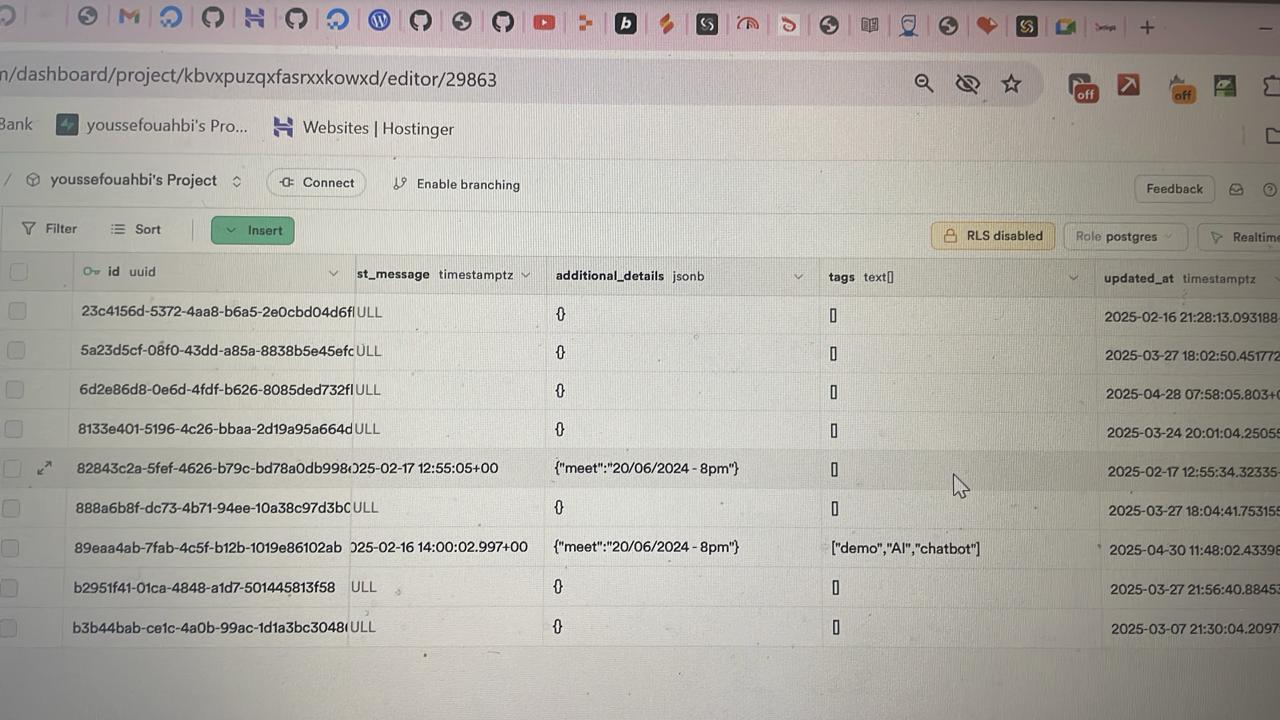 n/dashboard/project/kbvxpuzqxfasrxxkowxd/editor/29863
off
off
Bank youssefouahbi's Pro... Websites | Hostinger
/ youssefouahbi's Project Connect Enable branching Feedback
Filter Sort Insert RLS disabled Role postgres Realtime
id uuid st_message timestamptz additional_details jsonb tags text[] updated_at timestamptz
23c4156d-5372-4aa8-b6a5-2e0cbd04d6fl ULL {} [] 2025-02-16 21:28:13.093188
5a23d5cf-08f0-43dd-a85a-8838b5e45efc ULL {} [] 2025-03-27 18:02:50.451772
6d2e86d8-0e6d-4fdf-b626-8085ded732fl ULL {} [] 2025-04-28 07:58:05.803+0
8133e401-5196-4c26-bbaa-2d19a95a664d ULL {} [] 2025-03-24 20:01:04.25055
82843c2a-5fef-4626-b79c-bd78a0db998 025-02-17 12:55:05+00 {"meet":"20/06/2024 - 8pm"} [] 2025-02-17 12:55:34.32335
888a6b8f-dc73-4b71-94ee-10a38c97d3b0 ULL {} [] 2025-03-27 18:04:41.753155
89eaa4ab-7fab-4c5f-b12b-1019e86102ab 025-02-16 14:00:02.997+00 {"meet":"20/06/2024 - 8pm"} ["demo","AI","chatbot"] 2025-04-30 11:48:02.43398
b2951f41-01ca-4848-a1d7-501445813f58 ULL {} [] 2025-03-27 21:56:40.8845
b3b44bab-ce1c-4a0b-99ac-1d1a3bc3048 ULL {} [] 2025-03-07 21:30:04.2097